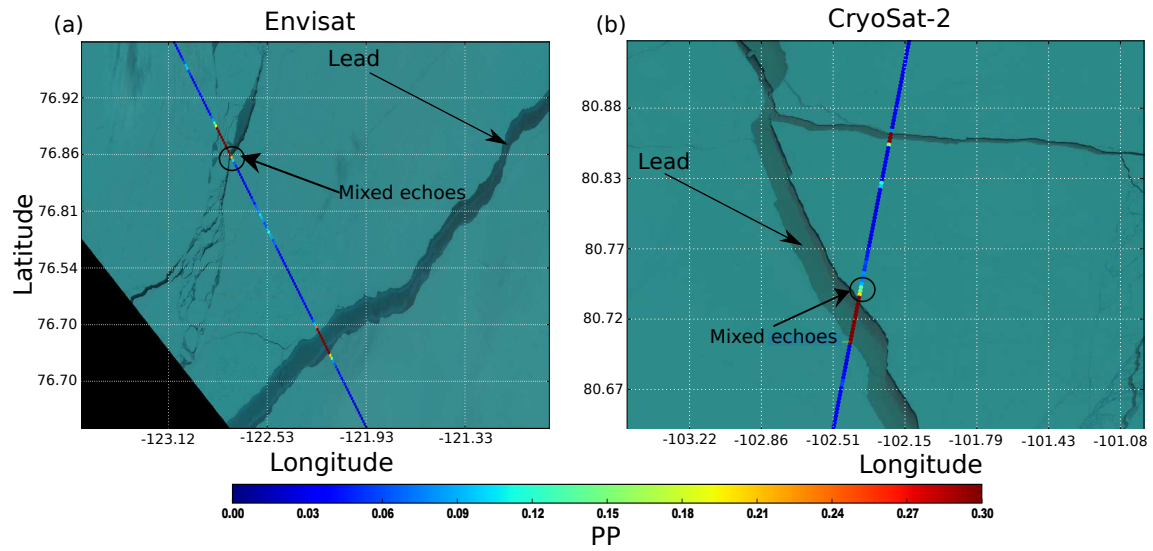 (a) Envisat
(b) CryoSat-2
Lead
Mixed echoes
Latitude
76.92
76.86
76.81
76.54
76.70
76.70
-123.12 -122.53 -121.93 -121.33
Longitude
Lead
Mixed echoes
80.88
80.83
80.77
80.72
80.67
-103.22 -102.86 -102.51 -102.15 -101.79 -101.43 -101.08
Longitude
0.00 0.03 0.06 0.09 0.12 0.15 0.18 0.21 0.24 0.27 0.30
PP